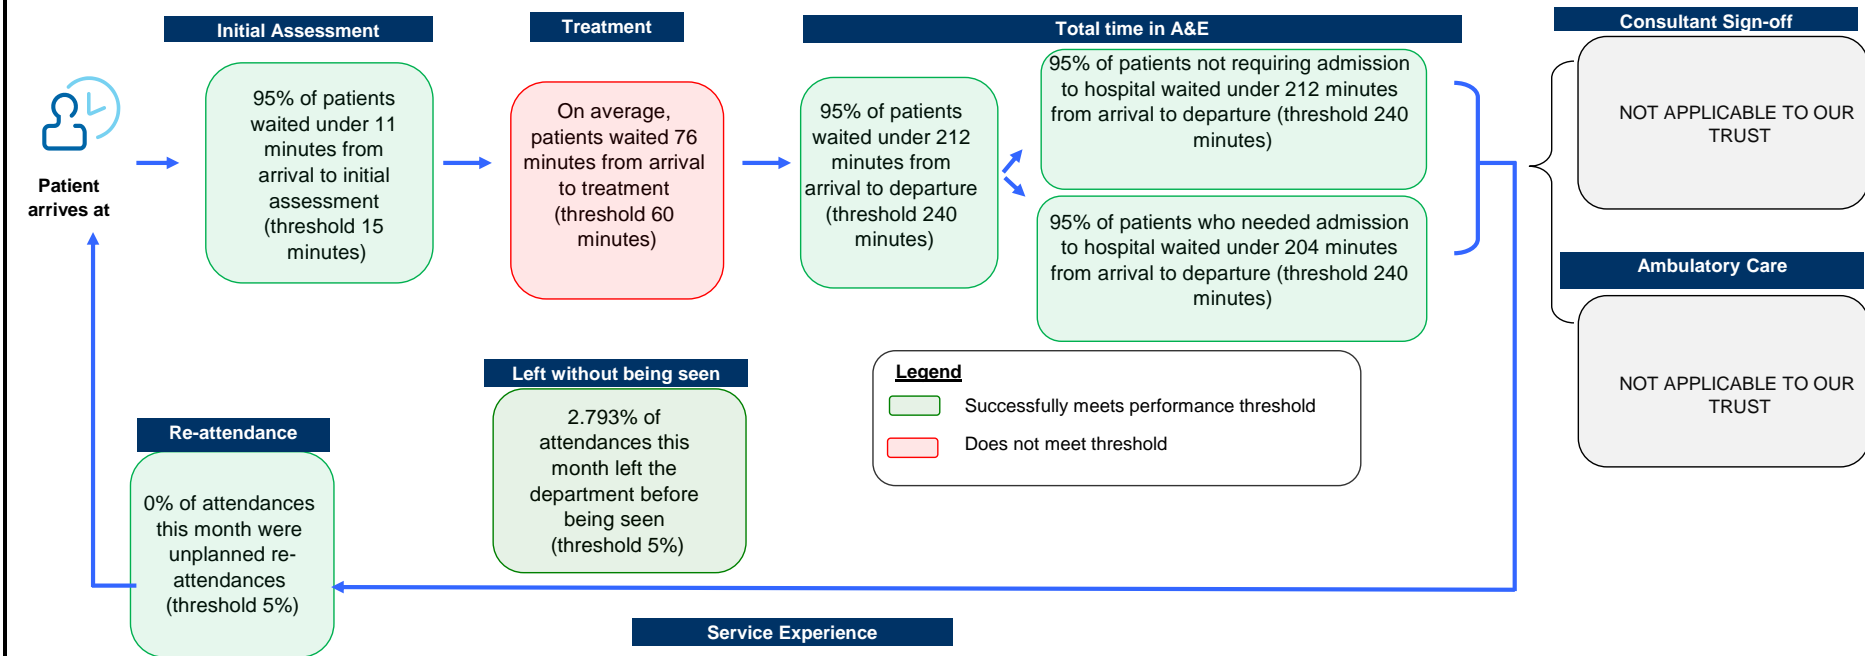 Initial Assessment
Treatment
Total time in A&E
Consultant Sign-off
Patient
arrives at
95% of patients
waited under 11
minutes from
arrival to initial
assessment
(threshold 15
minutes)
On average,
patients waited 76
minutes from arrival
to treatment
(threshold 60
minutes)
95% of patients
waited under 212
minutes from
arrival to departure
(threshold 240
minutes)
95% of patients not requiring admission
to hospital waited under 212 minutes
from arrival to departure (threshold 240
minutes)
95% of patients who needed admission
to hospital waited under 204 minutes
from arrival to departure (threshold 240
minutes)
NOT APPLICABLE TO OUR
TRUST
Ambulatory Care
NOT APPLICABLE TO OUR
TRUST
Left without being seen
2.793% of
attendances this
month left the
department before
being seen
(threshold 5%)
Legend
Successfully meets performance threshold
Does not meet threshold
Re-attendance
0% of attendances
this month were
unplanned re-
attendances
(threshold 5%)
Service Experience